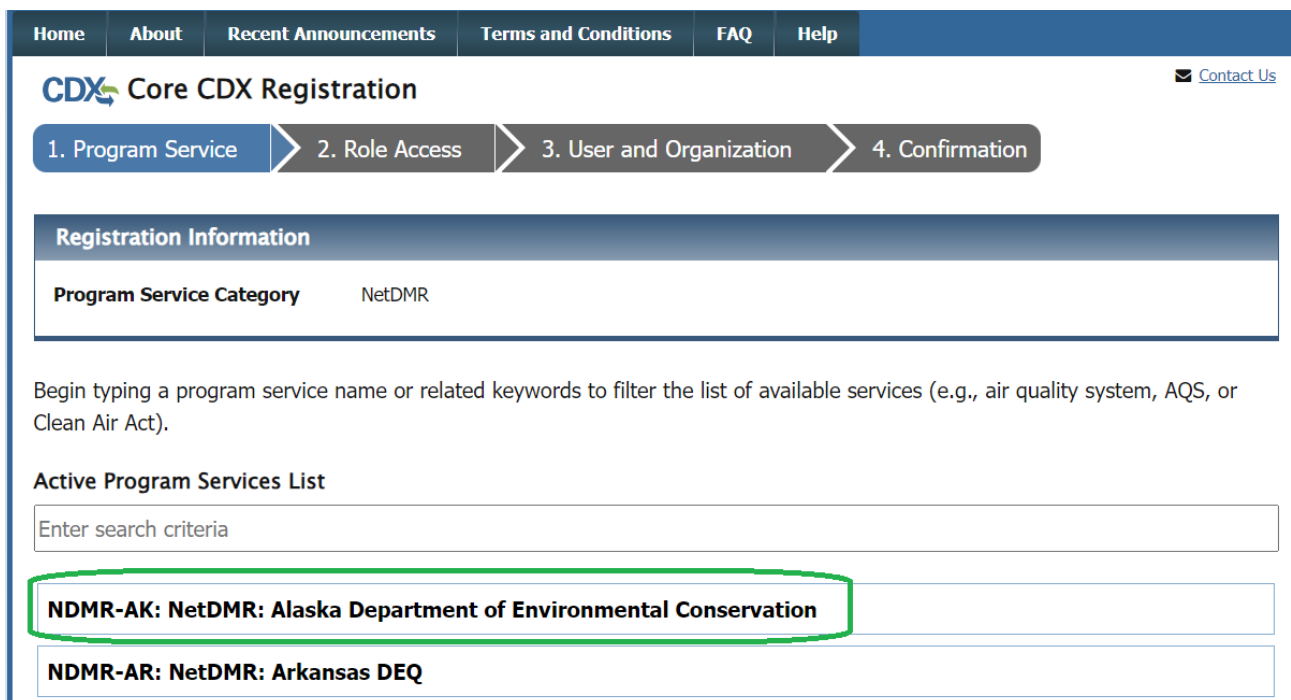 Home About Recent Announcements Terms and Conditions FAQ Help
Contact Us
CDX Core CDX Registration
1. Program Service 2. Role Access 3. User and Organization 4. Confirmation
Registration Information
Program Service Category NetDMR
Begin typing a program service name or related keywords to filter the list of available services (e.g., air quality system, AQS, or
Clean Air Act).
Active Program Services List
Enter search criteria
NDMR-AK: NetDMR: Alaska Department of Environmental Conservation
NDMR-AR: NetDMR: Arkansas DEQ